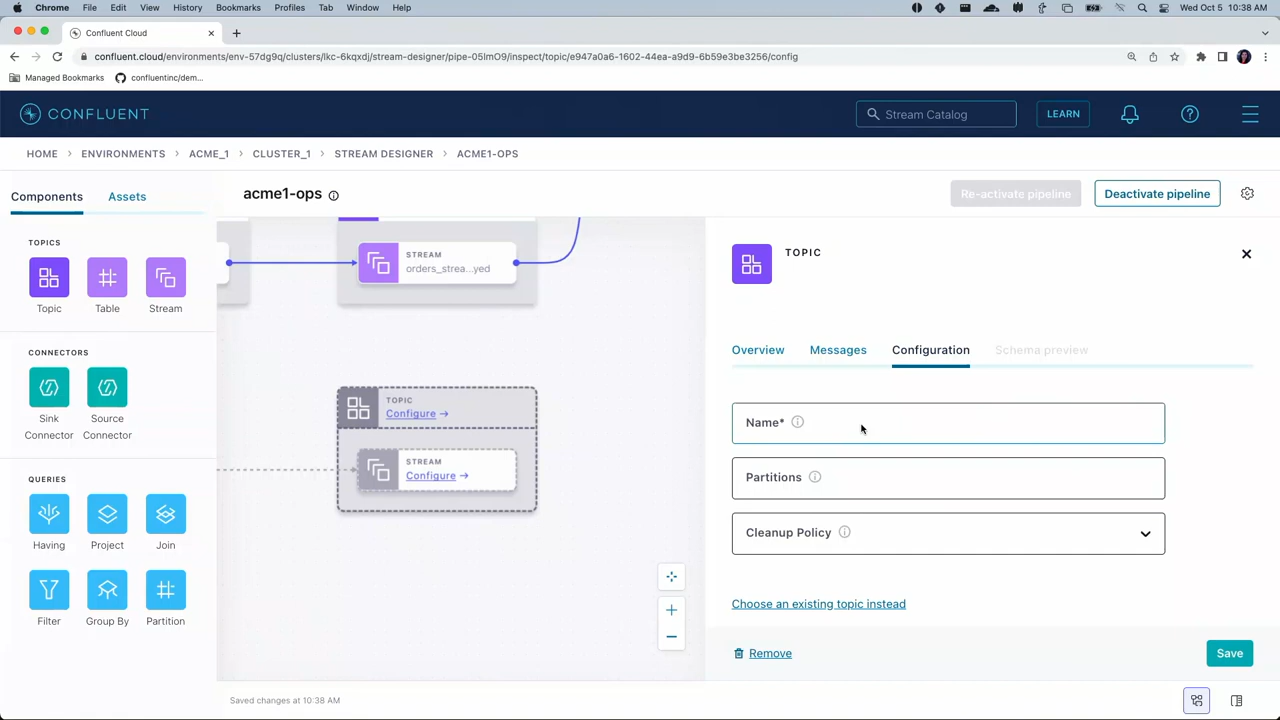 Chrome File Edit View History Bookmarks Profiles Tab Window Help Wed Oct 5 10:38 AM
Confluent Cloud
confluent.cloud/environments/env-57dg9q/clusters/lkc-6kqxdj/stream-designer/pipe-05lmO9/inspect/topic/e947a0a6-1602-44ea-a9d9-6b59e3be3256/config
Managed Bookmarks confluentinc/dem...
CONFLUENT
Stream Catalog
LEARN
HOME > ENVIRONMENTS > ACME_1 > CLUSTER_1 > STREAM DESIGNER > ACME1-OPS
Components Assets
acme1-ops
Re-activate pipeline
Deactivate pipeline
TOPICS
Topic Table Stream
CONNECTORS
Sink Connector
Source Connector
QUERIES
Having Project Join
Filter Group By Partition
STREAM
orders_strea...yed
TOPIC
Configure →
STREAM
Configure →
TOPIC
Overview Messages Configuration Schema preview
Name*
Partitions
Cleanup Policy
Choose an existing topic instead
Remove
Save
Saved changes at 10:38 AM